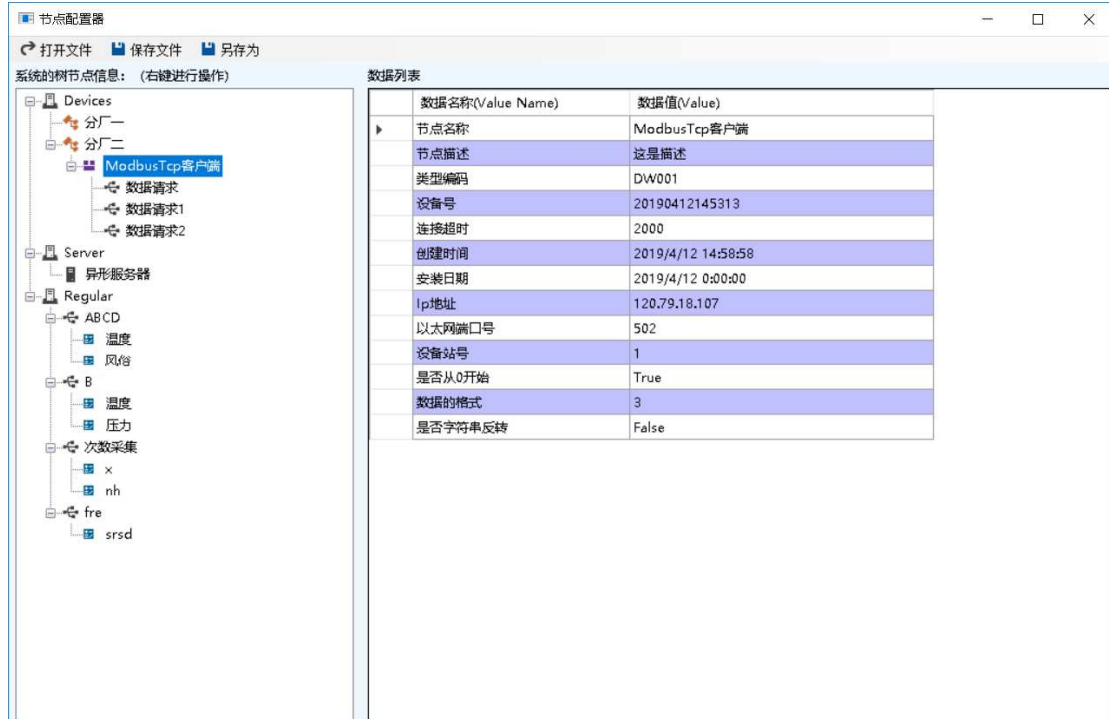 节点配置器
打开文件 保存文件 另存为
系统的树节点信息： (右键进行操作)
Devices
分厂一
分厂二
ModbusTcp客户端
数据请求
数据请求1
数据请求2
Server
异形服务器
Regular
ABCD
温度
风俗
B
温度
压力
次数采集
x
nh
fre
srsd
数据列表
数据名称(Value Name) 数据值(Value)
节点名称 ModbusTcp客户端
节点描述 这是描述
类型编码 DW001
设备号 20190412145313
连接超时 2000
创建时间 2019/4/12 14:58:58
安装日期 2019/4/12 0:00:00
Ip地址 120.79.18.107
以太网端口号 502
设备站号 1
是否从0开始 True
数据的格式 3
是否字符串反转 False